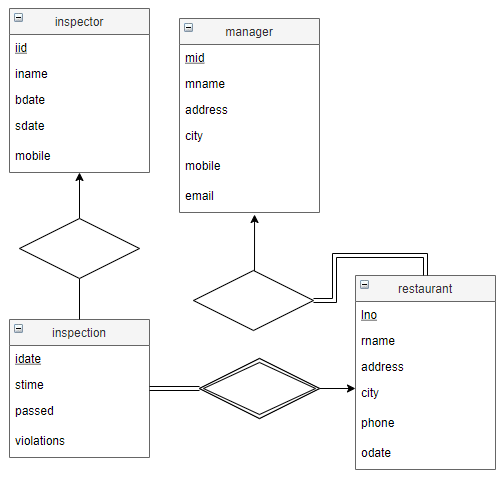 inspector
iid
iname
bdate
sdate
mobile
manager
mid
mname
address
city
mobile
email
inspection
idate
stime
passed
violations
restaurant
lno
rname
address
city
phone
odate